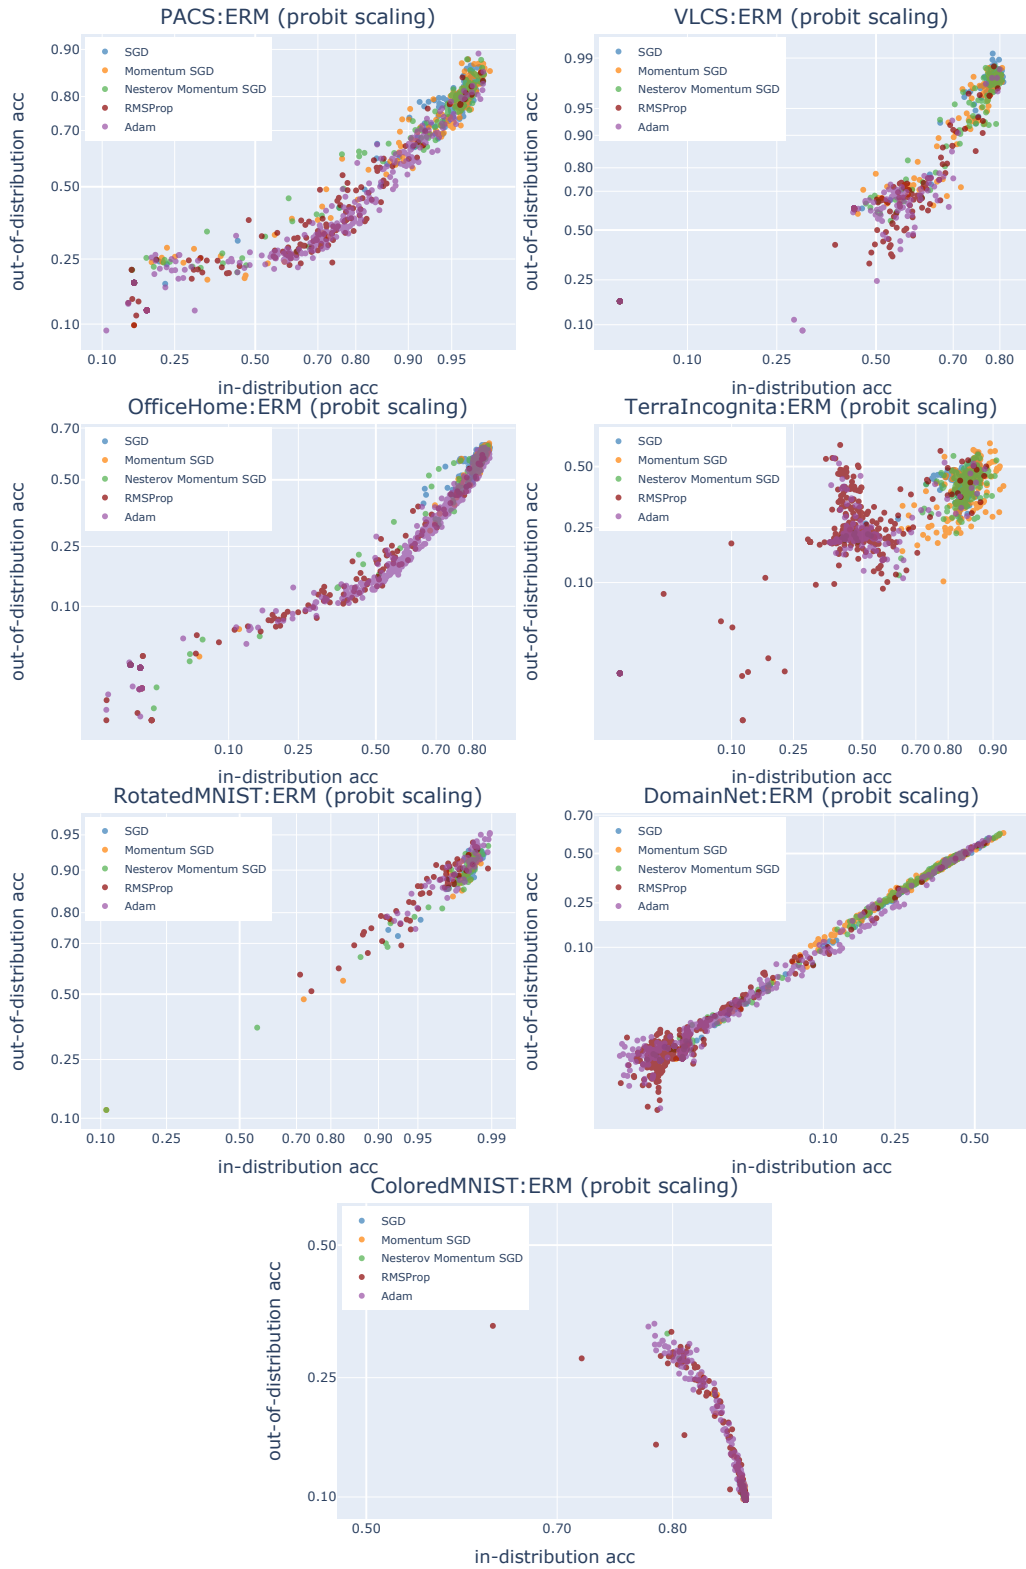 PACS:ERM (probit scaling)
SGD
Momentum SGD
Nesterov Momentum SGD
RMSProp
Adam
0.90
0.80
0.70
0.50
0.25
0.10
out-of-distribution acc
0.10 0.25 0.50 0.70 0.80 0.90 0.95
in-distribution acc
VLCS:ERM (probit scaling)
SGD
Momentum SGD
Nesterov Momentum SGD
RMSProp
Adam
0.99
0.95
0.90
0.80
0.70
0.50
0.25
0.10
out-of-distribution acc
0.10 0.25 0.50 0.70 0.80
in-distribution acc
OfficeHome:ERM (probit scaling)
SGD
Momentum SGD
Nesterov Momentum SGD
RMSProp
Adam
0.70
0.50
0.25
0.10
out-of-distribution acc
0.10 0.25 0.50 0.70 0.80
in-distribution acc
TerraIncognita:ERM (probit scaling)
SGD
Momentum SGD
Nesterov Momentum SGD
RMSProp
Adam
0.50
0.25
0.10
out-of-distribution acc
0.10 0.25 0.50 0.70 0.80 0.90
in-distribution acc
RotatedMNIST:ERM (probit scaling)
SGD
Momentum SGD
Nesterov Momentum SGD
RMSProp
Adam
0.95
0.90
0.80
0.70
0.50
0.25
0.10
out-of-distribution acc
0.10 0.25 0.50 0.70 0.80 0.90 0.95 0.99
in-distribution acc
DomainNet:ERM (probit scaling)
SGD
Momentum SGD
Nesterov Momentum SGD
RMSProp
Adam
0.70
0.50
0.25
0.10
out-of-distribution acc
0.10 0.25 0.50
in-distribution acc
ColoredMNIST:ERM (probit scaling)
SGD
Momentum SGD
Nesterov Momentum SGD
RMSProp
Adam
0.50
0.25
0.10
out-of-distribution acc
0.50 0.70 0.80
in-distribution acc